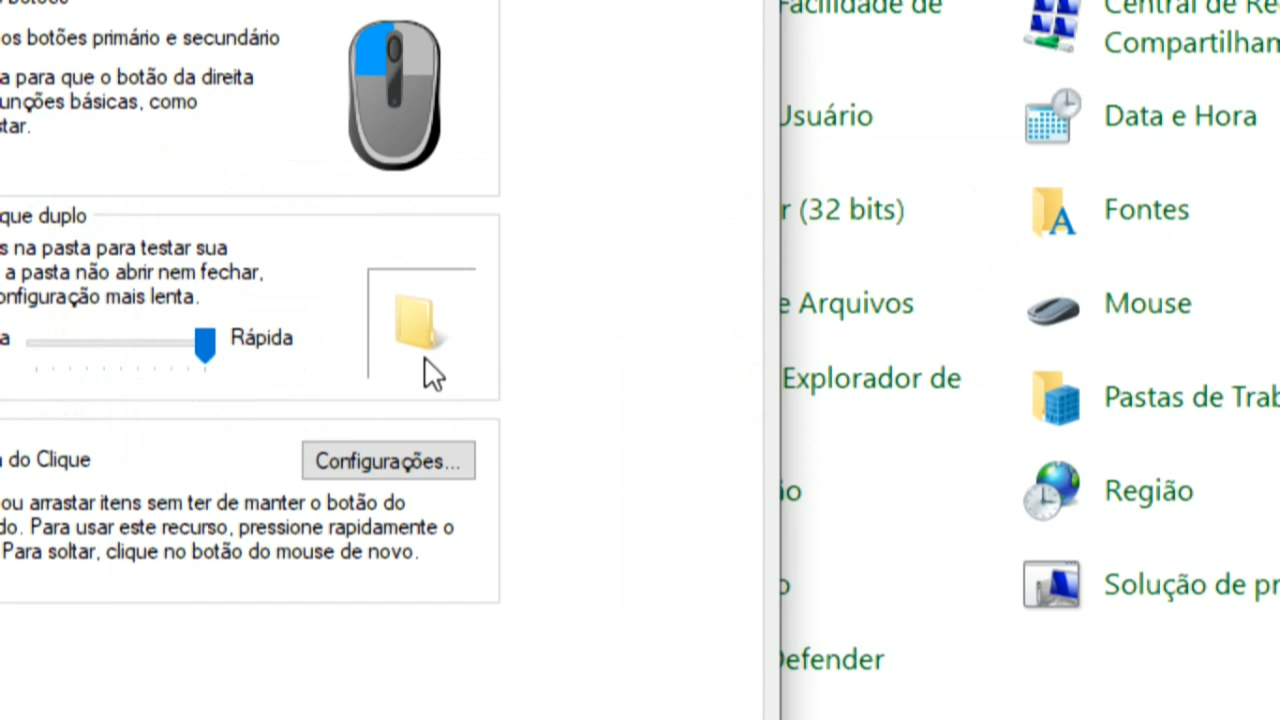 os botões primário e secundário
a para que o botão da direita
unções básicas, como
star.
que duplo
s na pasta para testar sua
a pasta não abrir nem fechar,
onfiguração mais lenta.
a
Rápida
do Clique
Configurações...
ou arrastar itens sem ter de manter o botão do
do. Para usar este recurso, pressione rapidamente o
Para soltar, clique no botão do mouse de novo.
Facilidade de
Usuário
r (32 bits)
e Arquivos
Explorador de
ão
o
Defender
Central de Re
Compartilham
Data e Hora
Fontes
Mouse
Pastas de Trab
Região
Solução de pr